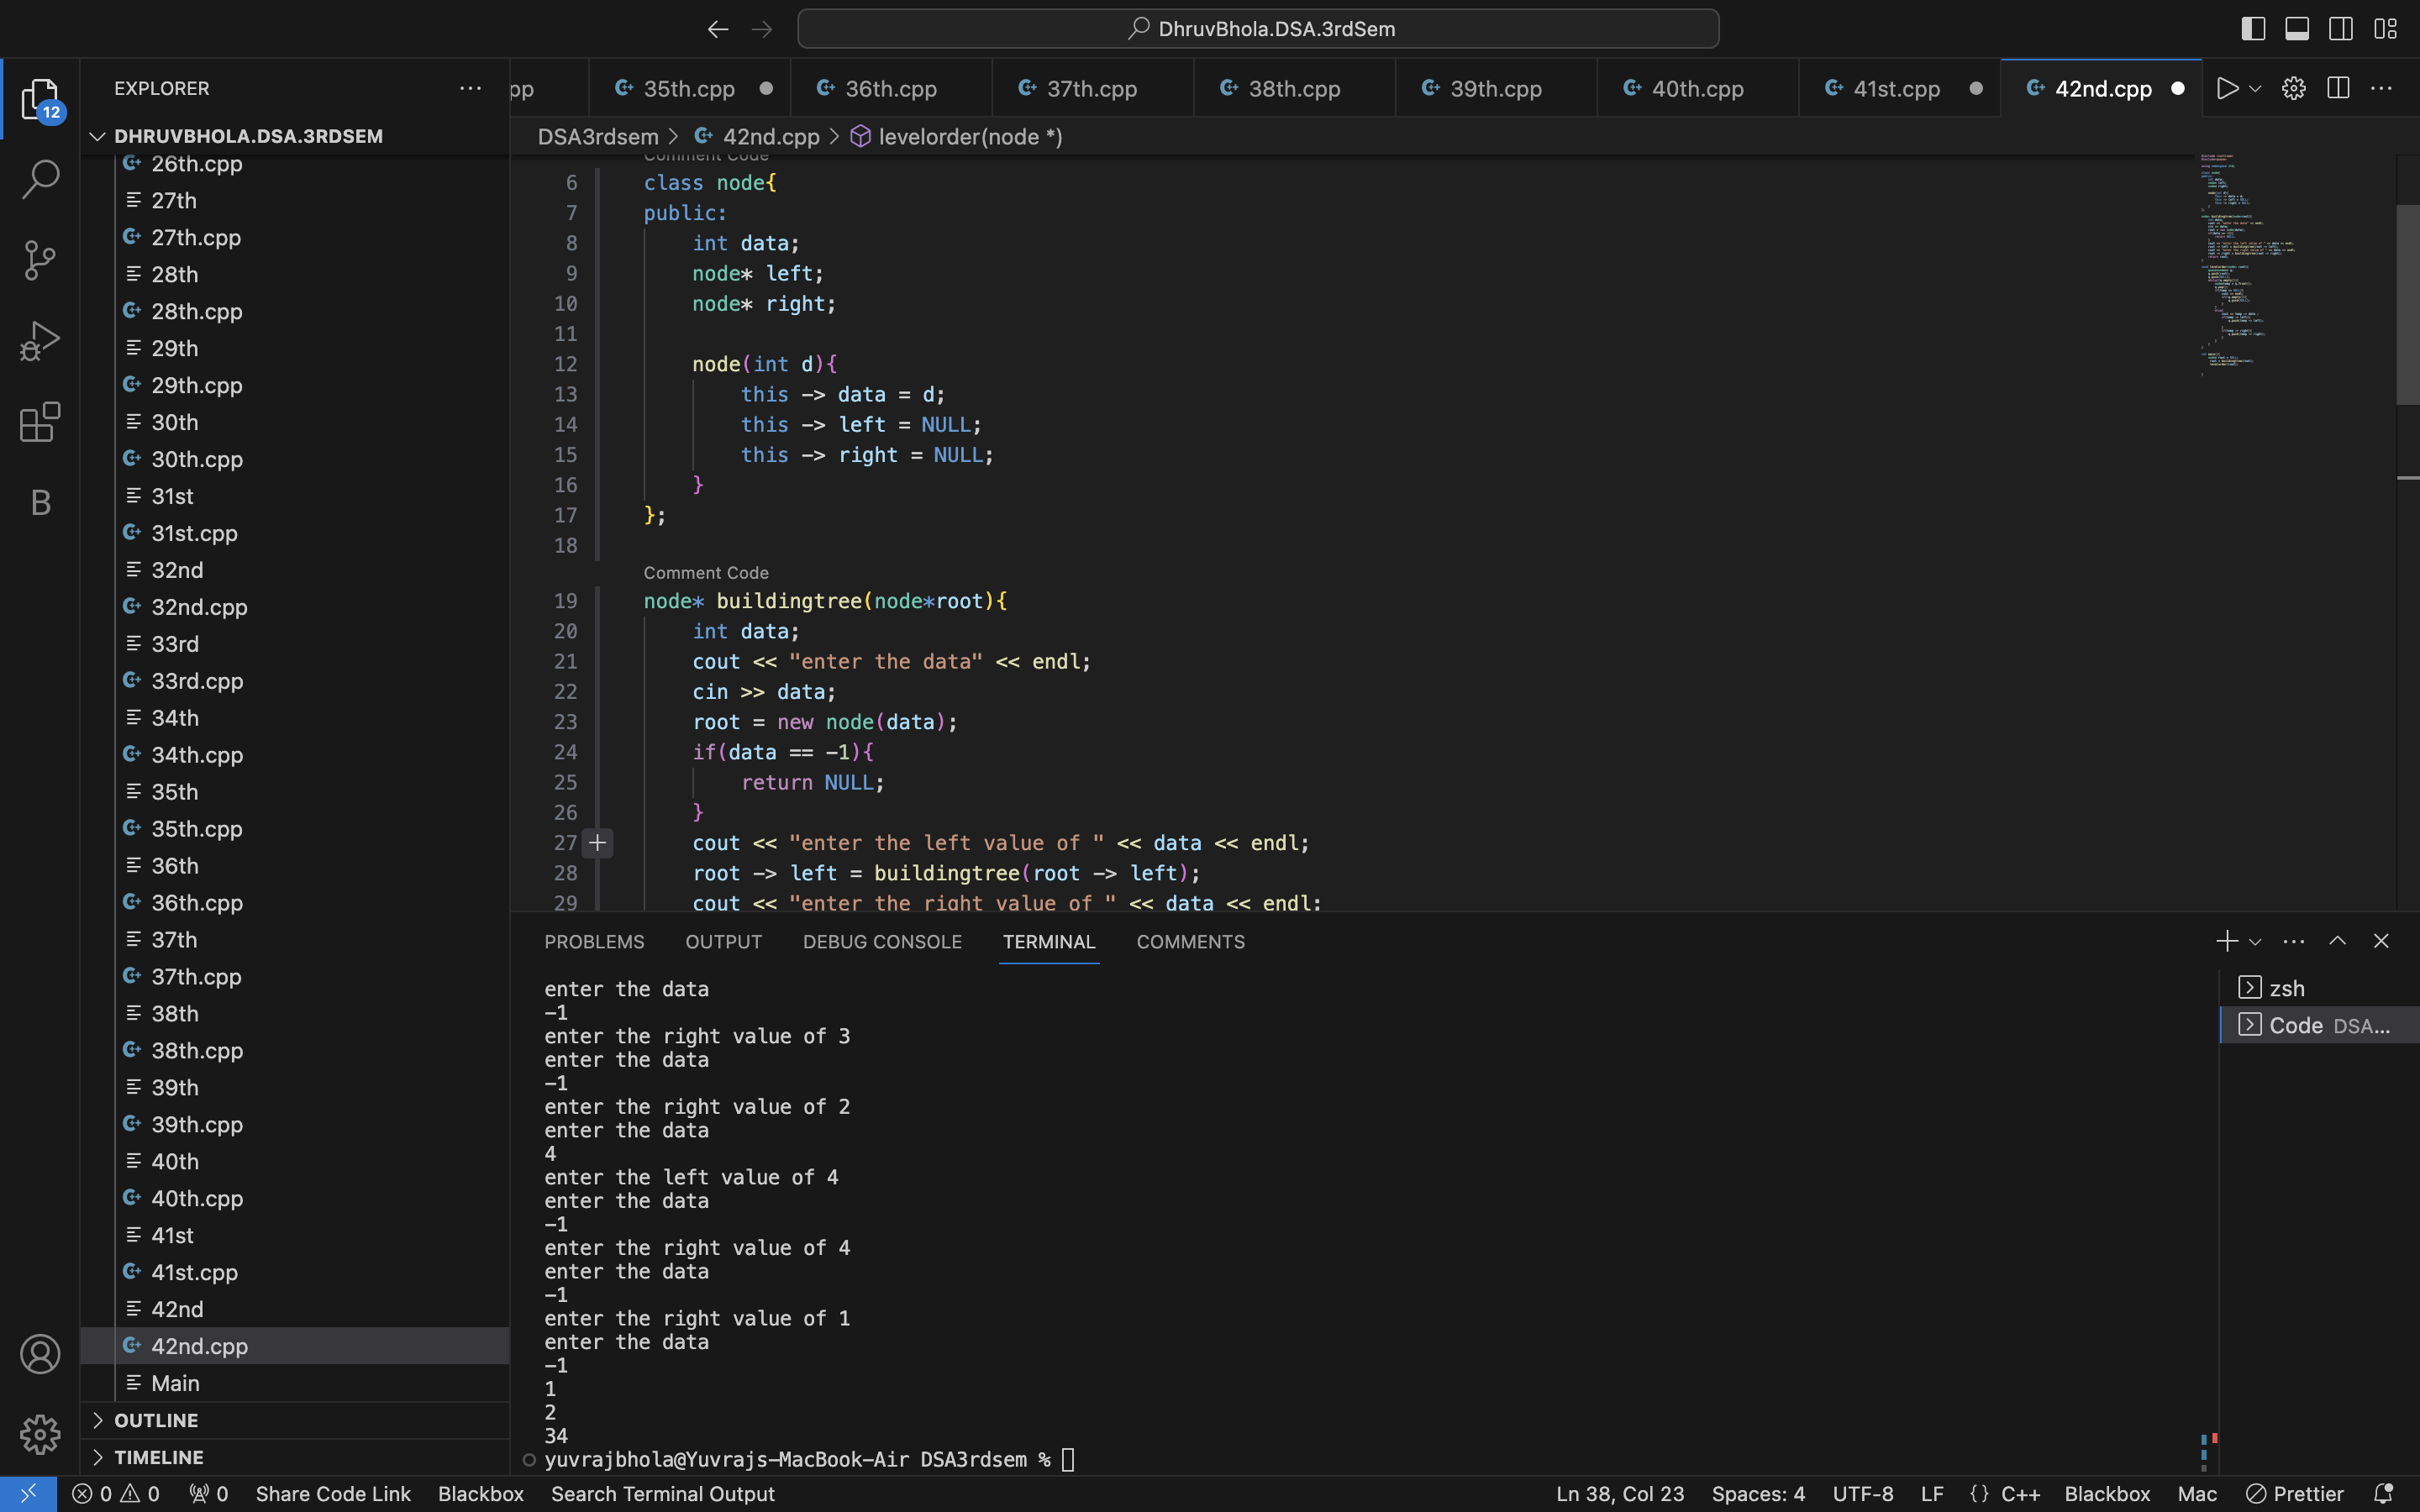 DhruvBhola.DSA.3rdSem
EXPLORER
12
DHRUVBHOLA.DSA.3RDSEM
26th.cpp
27th
27th.cpp
28th
28th.cpp
29th
29th.cpp
30th
30th.cpp
31st
31st.cpp
32nd
32nd.cpp
33rd
33rd.cpp
34th
34th.cpp
35th
35th.cpp
36th
36th.cpp
37th
37th.cpp
38th
38th.cpp
39th
39th.cpp
40th
40th.cpp
41st
41st.cpp
42nd
42nd.cpp
Main
OUTLINE
TIMELINE
B
pp 35th.cpp 36th.cpp 37th.cpp 38th.cpp 39th.cpp 40th.cpp 41st.cpp 42nd.cpp
DSA3rdsem > 42nd.cpp > levelorder(node *)
Comment Code
6 class node{
7 public:
8 int data;
9 node* left;
10 node* right;
11
12 node(int d){
13 this -> data = d;
14 this -> left = NULL;
15 this -> right = NULL;
16 }
17 };
18
Comment Code
19 node* buildingtree(node*root){
20 int data;
21 cout << "enter the data" << endl;
22 cin >> data;
23 root = new node(data);
24 if(data == -1){
25 return NULL;
26 }
27 cout << "enter the left value of " << data << endl;
28 root -> left = buildingtree(root -> left);
29 cout << "enter the right value of " << data << endl;
PROBLEMS OUTPUT DEBUG CONSOLE TERMINAL COMMENTS
enter the data
-1
enter the right value of 3
enter the data
-1
enter the right value of 2
enter the data
4
enter the left value of 4
enter the data
-1
enter the right value of 4
enter the data
-1
enter the right value of 1
enter the data
-1
1
2
34
yuvrajbhola@Yuvrajs-MacBook-Air DSA3rdsem %
zsh
Code DSA...
0 0 0 Share Code Link Blackbox Search Terminal Output Ln 38, Col 23 Spaces: 4 UTF-8 LF {} C++ Blackbox Mac Prettier